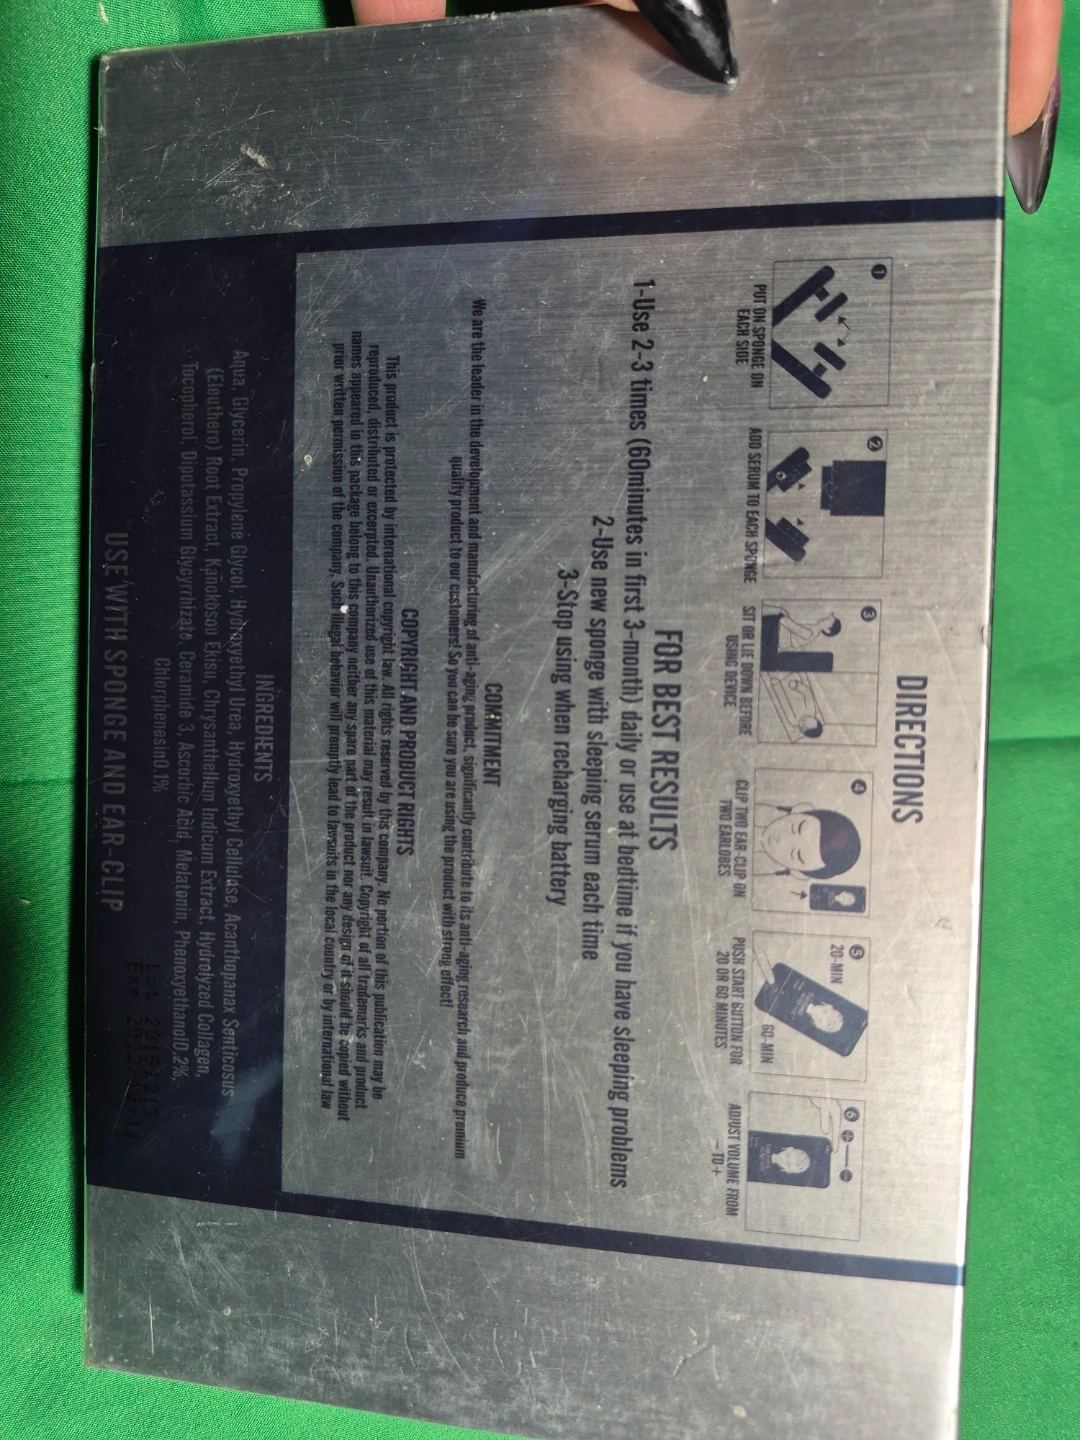 DIRECTIONS
1
PUT ON SPONGE ON
EACH SIDE
2
ADD SERUM TO EACH SPONGE
3
SIT OR LIE DOWN BEFORE
USING DEVICE
4
CLIP TWO EAR-CLIP ON
TWO EARLOBES
5
20-MIN
60-MIN
PUSH START BUTTON FOR
20 OR 60 MINUTES
6
ADJUST VOLUME FROM
– TO +
FOR BEST RESULTS
1-Use 2-3 times (60minutes in first 3-month) daily or use at bedtime if you have sleeping problems
2-Use new sponge with sleeping serum each time
3-Stop using when recharging battery
COMMITMENT
We are the leader in the development and manufacturing of anti-aging product, significantly contribute to its anti-aging research and produce premium
quality product to our customers! So you can be sure you are using the product with strong effect!
COPYRIGHT AND PRODUCT RIGHTS
This product is protected by international copyright law. All rights reserved by this company. No portion of this publication may be
reproduced, distributed or excerpted. Unauthorized use of this material may result in lawsuit. Copyright of all trademarks and product
names appeared in this package belong to this company neither any spare part of the product nor any design of it should be copied without
prior written permission of the company. Such illegal behavior will promptly lead to lawsuits in the local country or by international law
INGREDIENTS
Aqua, Glycerin, Propylene Glycol, Hydroxyethyl Urea, Hydroxyethyl Cellulose, Acanthopanax Senticosus
(Eleuthero) Root Extract, Kanokosou Ekisu, Chrysanthellum Indicum Extract, Hydrolyzed Collagen,
Tocopherol, Dipotassium Glycyrrhizate, Ceramide 3, Ascorbic Acid, Melatonin, Phenoxyethanol0.2%,
Chlorphenesin0.1%
USE WITH SPONGE AND EAR-CLIP
Lot
Exp